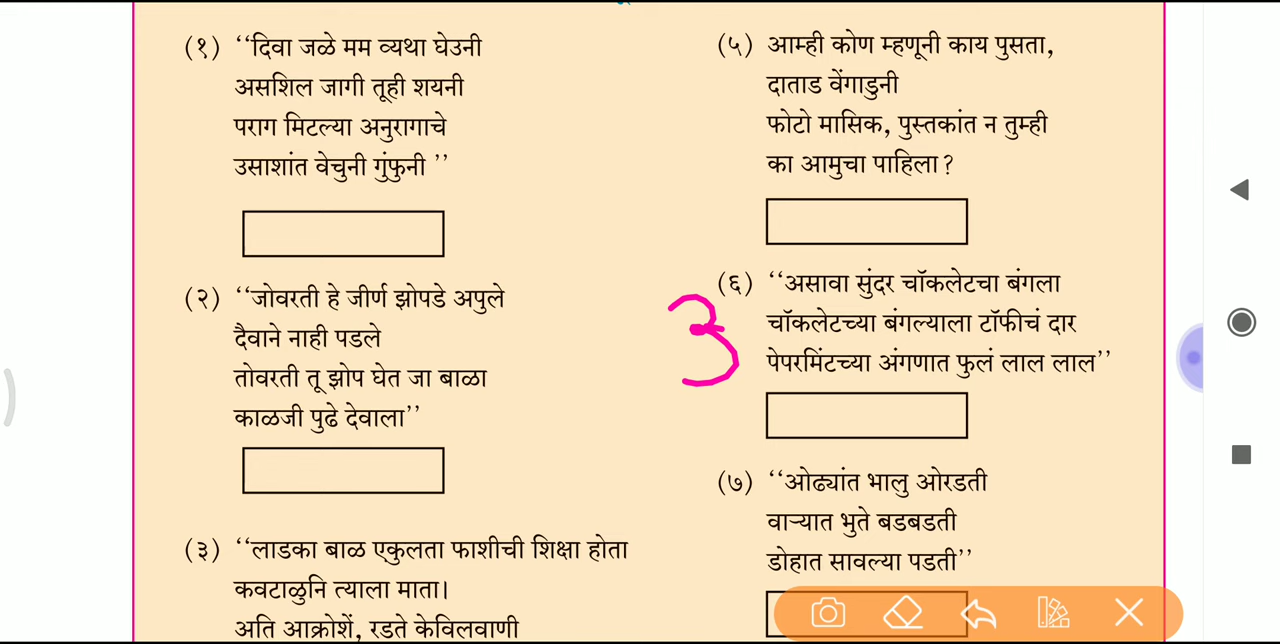 (१) ‘‘दिवा जळे मम व्यथा घेउनी
असशिल जागी तूही शयनी
पराग मिटल्या अनुरागाचे
उसाशांत वेचुनी गुंफुनी ’’
(२) ‘‘जोवरती हे जीर्ण झोपडे अपुले
दैवाने नाही पडले
तोवरती तू झोप घेत जा बाळा
काळजी पुढे देवाला’’
(३) ‘‘लाडका बाळ एकुलता फाशीची शिक्षा होता
कवटाळुनि त्याला माता।
अति आक्रोशें, रडते केविलवाणी
(५) आम्ही कोण म्हणूनी काय पुसता,
दाताड वेंगाडुनी
फोटो मासिक, पुस्तकांत न तुम्ही
का आमुचा पाहिला?
3
(६) ‘‘असावा सुंदर चॉकलेटचा बंगला
चॉकलेटच्या बंगल्याला टॉफीचं दार
पेपरमिंटच्या अंगणात फुलं लाल लाल’’
(७) ‘‘ओढ्यांत भालु ओरडती
वाऱ्यात भुते बडबडती
डोहात सावल्या पडती’’